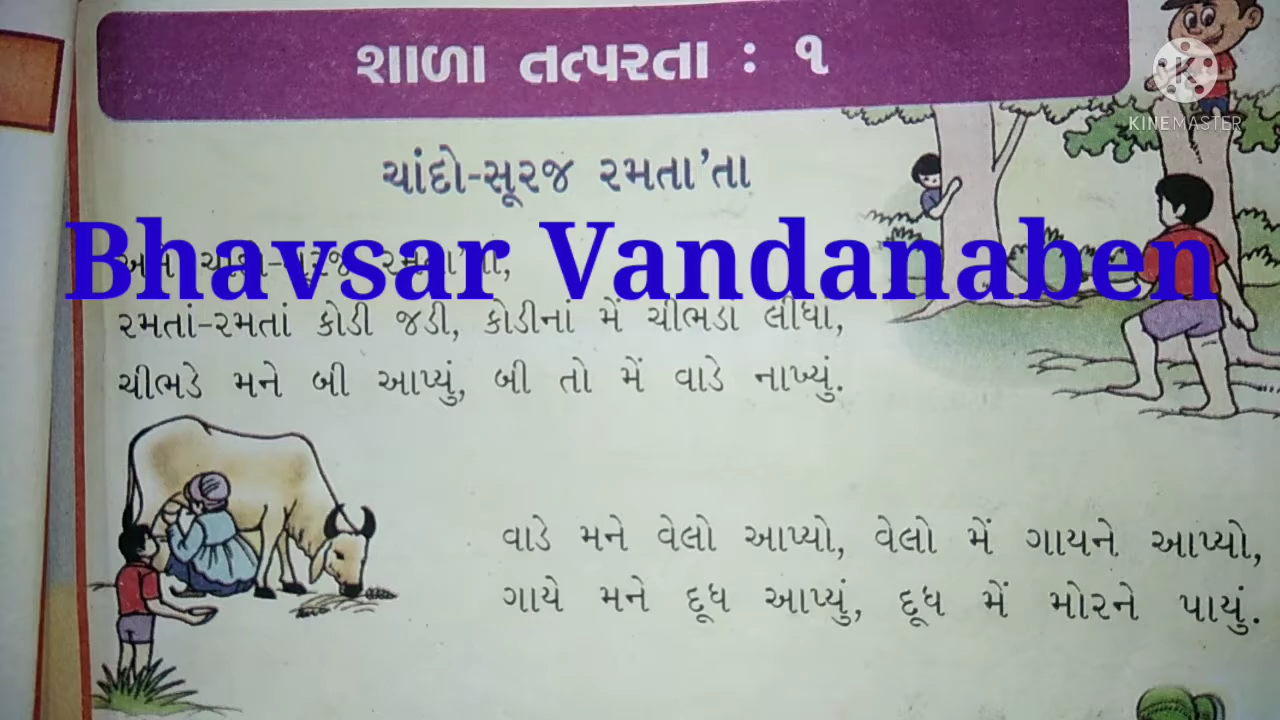 શાળા તત્પરતા : ૧
KINEMASTER
ચાંદો-સૂરજ રમતા'તા
Bhavsar Vandanaben
રમતાં-રમતાં કોડી જડી, કોડીનાં મેં ચીભડાં લીધાં,
ચીભડે મને બી આપ્યું, બી તો મેં વાડે નાખ્યું.
વાડે મને વેલો આપ્યો, વેલો મેં ગાયને આપ્યો,
ગાયે મને દૂધ આપ્યું, દૂધ મેં મોરને પાયું.